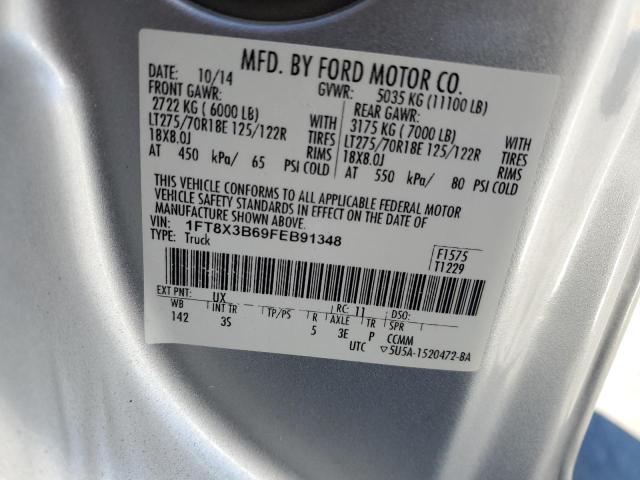 MFD. BY FORD MOTOR CO.
DATE: 10/14 GVWR: 5035 KG (11100 LB)
FRONT GAWR: REAR GAWR:
2722 KG ( 6000 LB) WITH 3175 KG ( 7000 LB) WITH
LT275/70R18E 125/122R TIRES LT275/70R18E 125/122R TIRES
18X8.0J RIMS 18X8.0J RIMS
AT 450 kPa/ 65 PSI COLD AT 550 kPa/ 80 PSI COLD
THIS VEHICLE CONFORMS TO ALL APPLICABLE FEDERAL MOTOR
VEHICLE SAFETY STANDARDS IN EFFECT ON THE DATE OF
MANUFACTURE SHOWN ABOVE.
VIN: 1FT8X3B69FEB91348
TYPE: Truck
F1575
T1229
EXT PNT: UX RC: 11 DSO:
WB INT TR TP/PS R AXLE TR SPR
142 3S 5 3E P CCMM
UTC ▽5U5A-1520472-BA